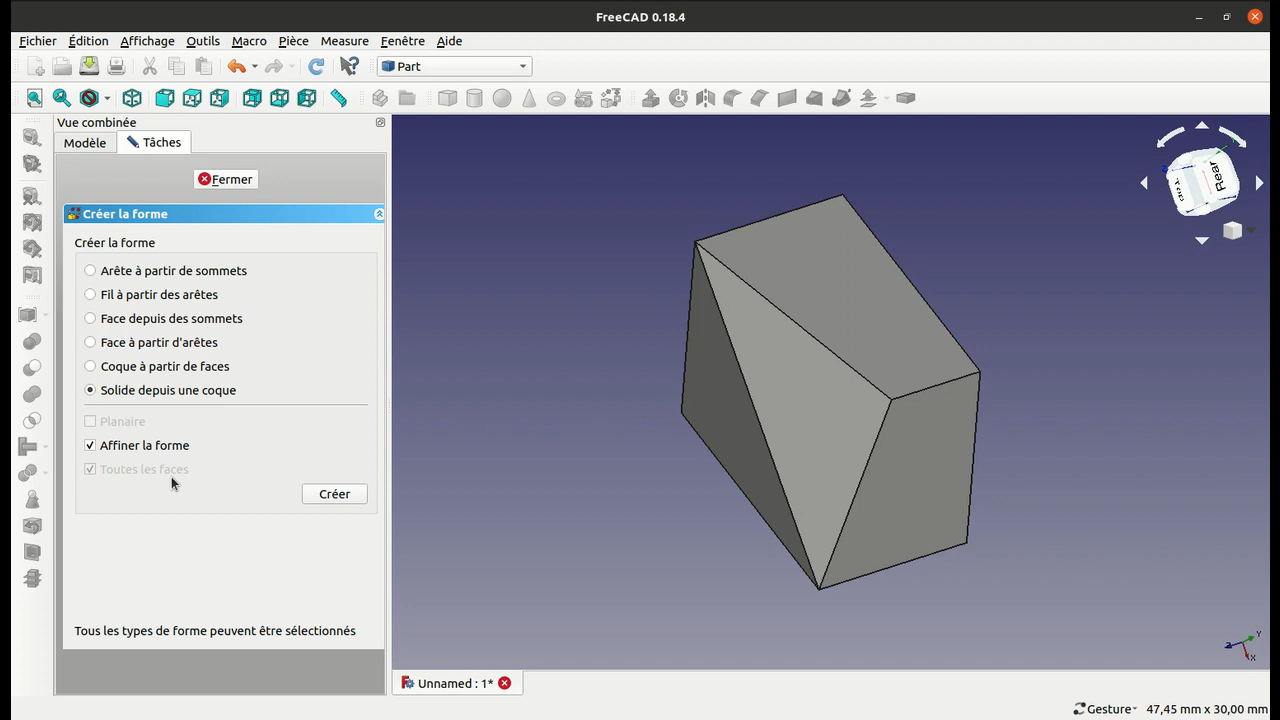 FreeCAD 0.18.4
Fichier Édition Affichage Outils Macro Pièce Measure Fenêtre Aide
Part
Vue combinée
Modèle Tâches
Fermer
Créer la forme
Créer la forme
Arête à partir de sommets
Fil à partir des arêtes
Face depuis des sommets
Face à partir d'arêtes
Coque à partir de faces
Solide depuis une coque
Planaire
Affiner la forme
Toutes les faces
Créer
Tous les types de forme peuvent être sélectionnés
Rear
Y
Z
X
Unnamed : 1*
Gesture 47,45 mm x 30,00 mm